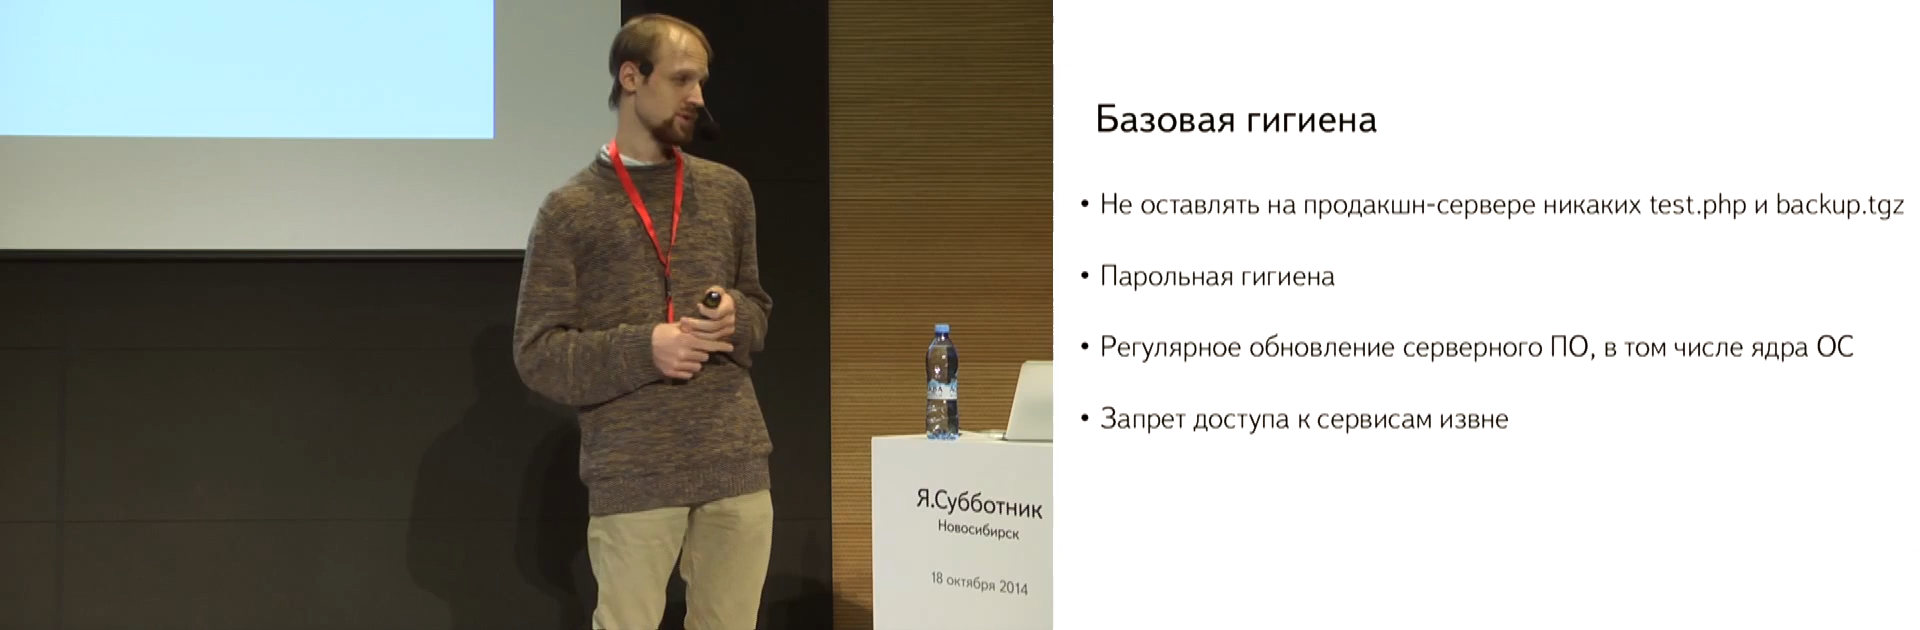 Базовая гигиена
• Не оставлять на продакшн-сервере никаких test.php и backup.tgz
• Парольная гигиена
• Регулярное обновление серверного ПО, в том числе ядра ОС
• Запрет доступа к сервисам извне
Я.Субботник
Новосибирск
18 октября 2014